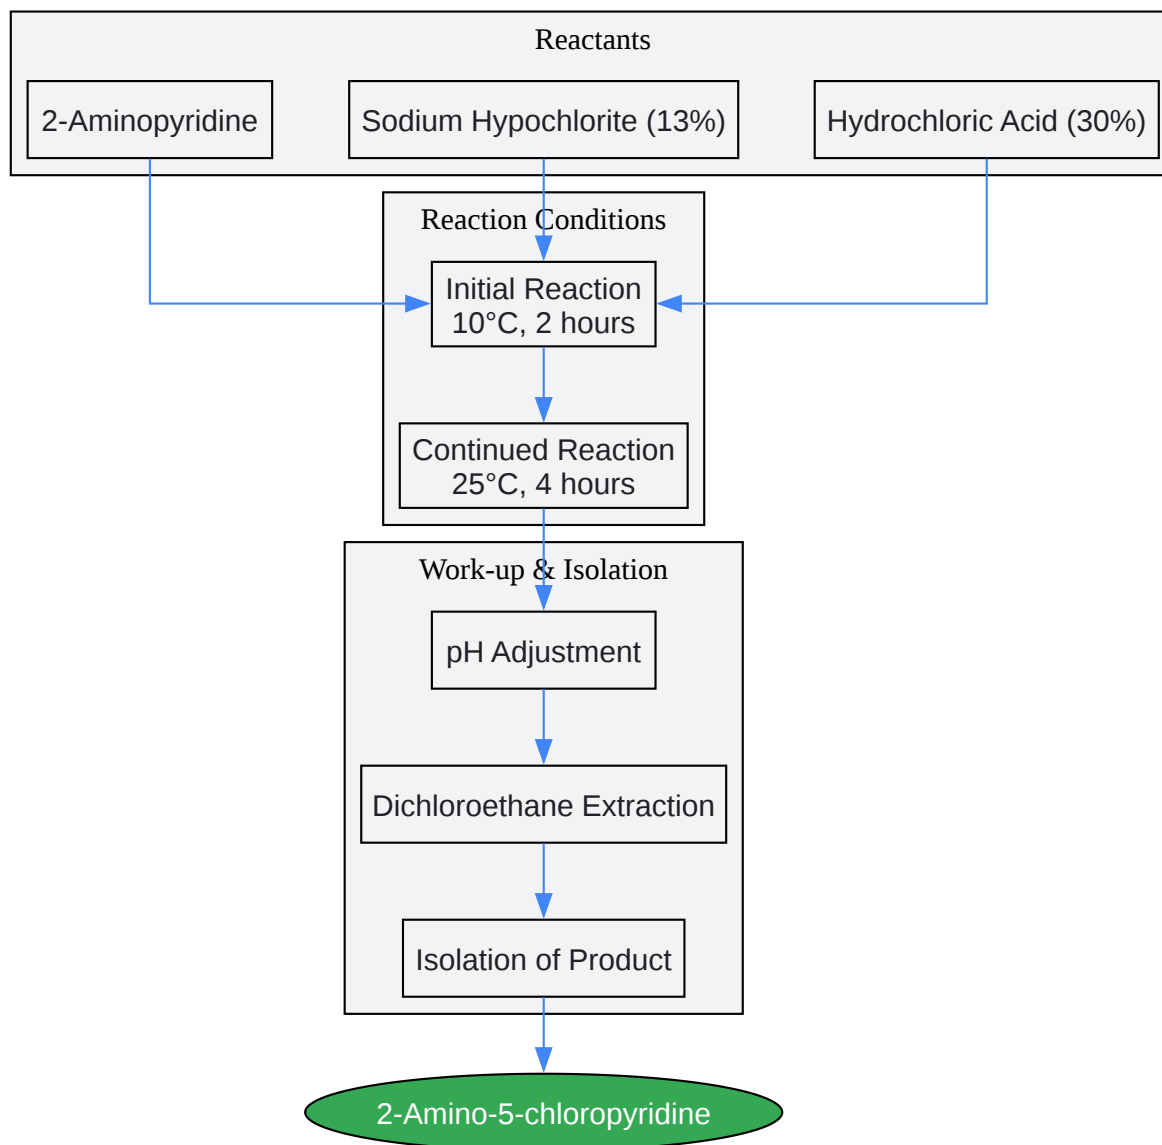 Reactants
2-Aminopyridine
Sodium Hypochlorite (13%)
Hydrochloric Acid (30%)
Reaction Conditions
Initial Reaction
10°C, 2 hours
Continued Reaction
25°C, 4 hours
Work-up & Isolation
pH Adjustment
Dichloroethane Extraction
Isolation of Product
2-Amino-5-chloropyridine